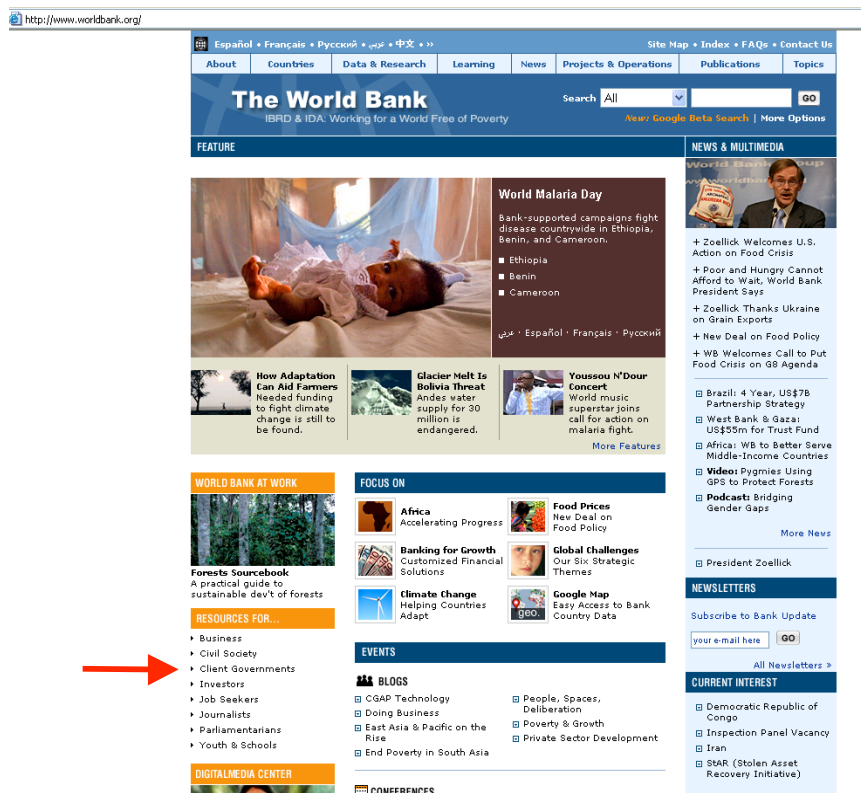 http://www.worldbank.org/
Español • Français • Русский • عربي • 中文 • »
Site Map • Index • FAQs • Contact Us
About Countries Data & Research Learning News Projects & Operations Publications Topics
The World Bank
IBRD & IDA: Working for a World Free of Poverty
Search All GO
New: Google Beta Search | More Options
FEATURE
World Malaria Day
Bank-supported campaigns fight
disease countrywide in Ethiopia,
Benin, and Cameroon.
Ethiopia
Benin
Cameroon
عربي · Español · Français · Русский
How Adaptation
Can Aid Farmers
Needed funding
to fight climate
change is still to
be found.
Glacier Melt Is
Bolivia Threat
Andes water
supply for 30
million is
endangered.
Youssou N'Dour
Concert
World music
superstar joins
call for action on
malaria fight.
More Features
WORLD BANK AT WORK
Forests Sourcebook
A practical guide to
sustainable dev't of forests
RESOURCES FOR...
Business
Civil Society
Client Governments
Investors
Job Seekers
Journalists
Parliamentarians
Youth & Schools
DIGITALMEDIA CENTER
FOCUS ON
Africa
Accelerating Progress
Food Prices
New Deal on
Food Policy
Banking for Growth
Customized Financial
Solutions
Global Challenges
Our Six Strategic
Themes
Climate Change
Helping Countries
Adapt
geo.
Google Map
Easy Access to Bank
Country Data
EVENTS
BLOGS
CGAP Technology
Doing Business
East Asia & Pacific on the
Rise
End Poverty in South Asia
People, Spaces,
Deliberation
Poverty & Growth
Private Sector Development
CONFERENCES
NEWS & MULTIMEDIA
World Bank Group
+ Zoellick Welcomes U.S.
Action on Food Crisis
+ Poor and Hungry Cannot
Afford to Wait, World Bank
President Says
+ Zoellick Thanks Ukraine
on Grain Exports
+ New Deal on Food Policy
+ WB Welcomes Call to Put
Food Crisis on G8 Agenda
Brazil: 4 Year, US$7B
Partnership Strategy
West Bank & Gaza:
US$55m for Trust Fund
Africa: WB to Better Serve
Middle-Income Countries
Video: Pygmies Using
GPS to Protect Forests
Podcast: Bridging
Gender Gaps
More News
President Zoellick
NEWSLETTERS
Subscribe to Bank Update
your e-mail here GO
All Newsletters »
CURRENT INTEREST
Democratic Republic of
Congo
Inspection Panel Vacancy
Iran
StAR (Stolen Asset
Recovery Initiative)